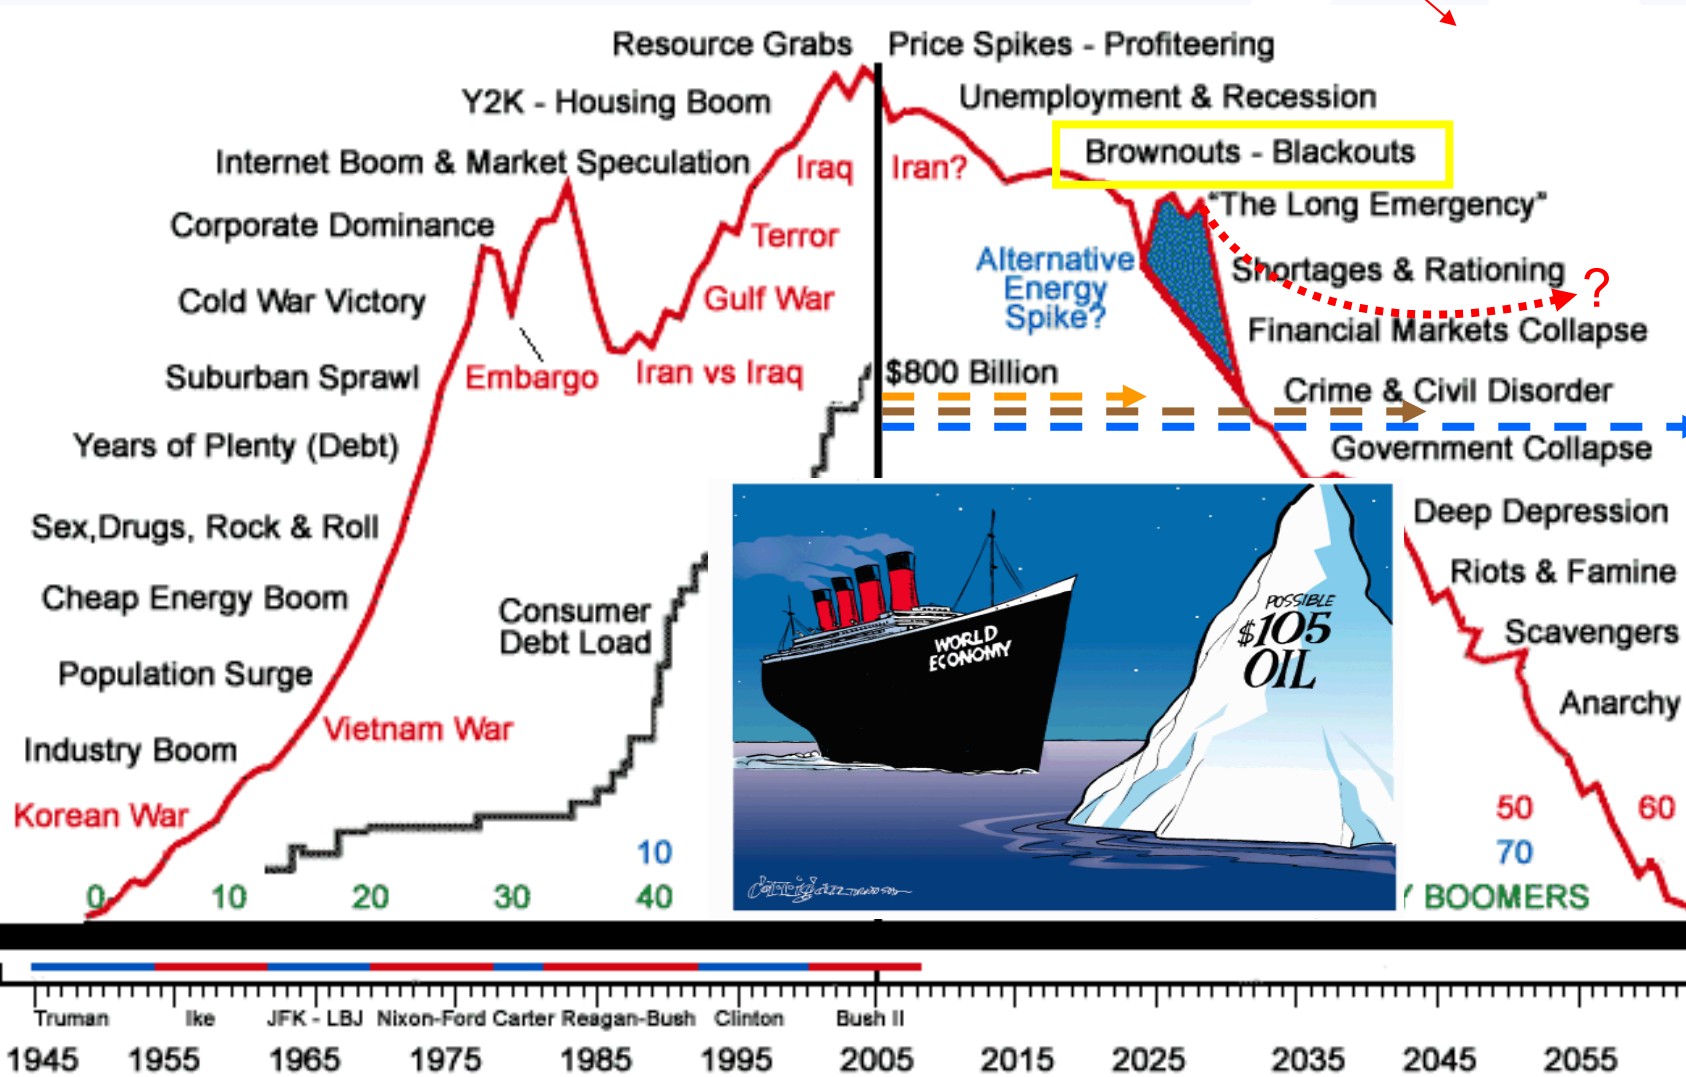 Resource Grabs
Price Spikes - Profiteering
Y2K - Housing Boom
Unemployment & Recession
Internet Boom & Market Speculation
Iraq
Iran?
Brownouts - Blackouts
"The Long Emergency"
Corporate Dominance
Terror
Alternative
Energy
Spike?
Shortages & Rationing
?
Cold War Victory
Gulf War
Financial Markets Collapse
Suburban Sprawl
Embargo
Iran vs Iraq
$800 Billion
Crime & Civil Disorder
Years of Plenty (Debt)
Government Collapse
Sex,Drugs, Rock & Roll
Deep Depression
Cheap Energy Boom
Consumer
Debt Load
Riots & Famine
POSSIBLE
$105
OIL
WORLD
ECONOMY
Scavengers
Population Surge
Vietnam War
Anarchy
Industry Boom
Korean War
50 60
10 70
0 10 20 30 40
Y BOOMERS
Truman Ike JFK - LBJ Nixon-Ford Carter Reagan-Bush Clinton Bush II
1945 1955 1965 1975 1985 1995 2005 2015 2025 2035 2045 2055